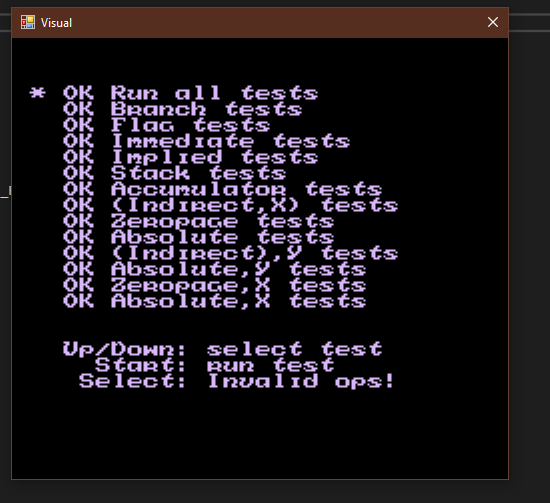 Visual
* OK Run all tests
OK Branch tests
OK Flag tests
OK Immediate tests
OK Implied tests
OK Stack tests
OK Accumulator tests
OK (Indirect,X) tests
OK Zeropage tests
OK Absolute tests
OK (Indirect),Y tests
OK Absolute,Y tests
OK Zeropage,X tests
OK Absolute,X tests
Up/Down: select test
Start: run test
Select: Invalid ops!